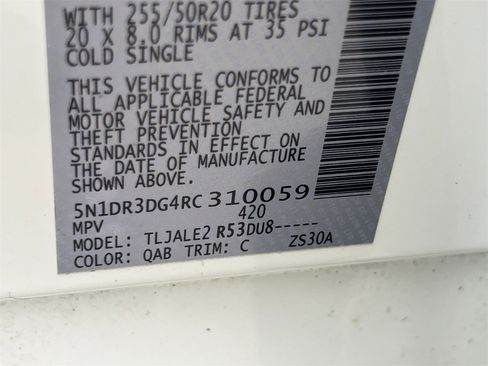 WITH 255/50R20 TIRES
20 X 8.0 RIMS AT 35 PSI
COLD SINGLE
THIS VEHICLE CONFORMS TO
ALL APPLICABLE FEDERAL
MOTOR VEHICLE SAFETY AND
THEFT PREVENTION
STANDARDS IN EFFECT ON
THE DATE OF MANUFACTURE
SHOWN ABOVE.
5N1DR3DG4RC310059
MPV 420
MODEL: TLJALE2 R53DU8-----
COLOR: QAB TRIM: C ZS30A